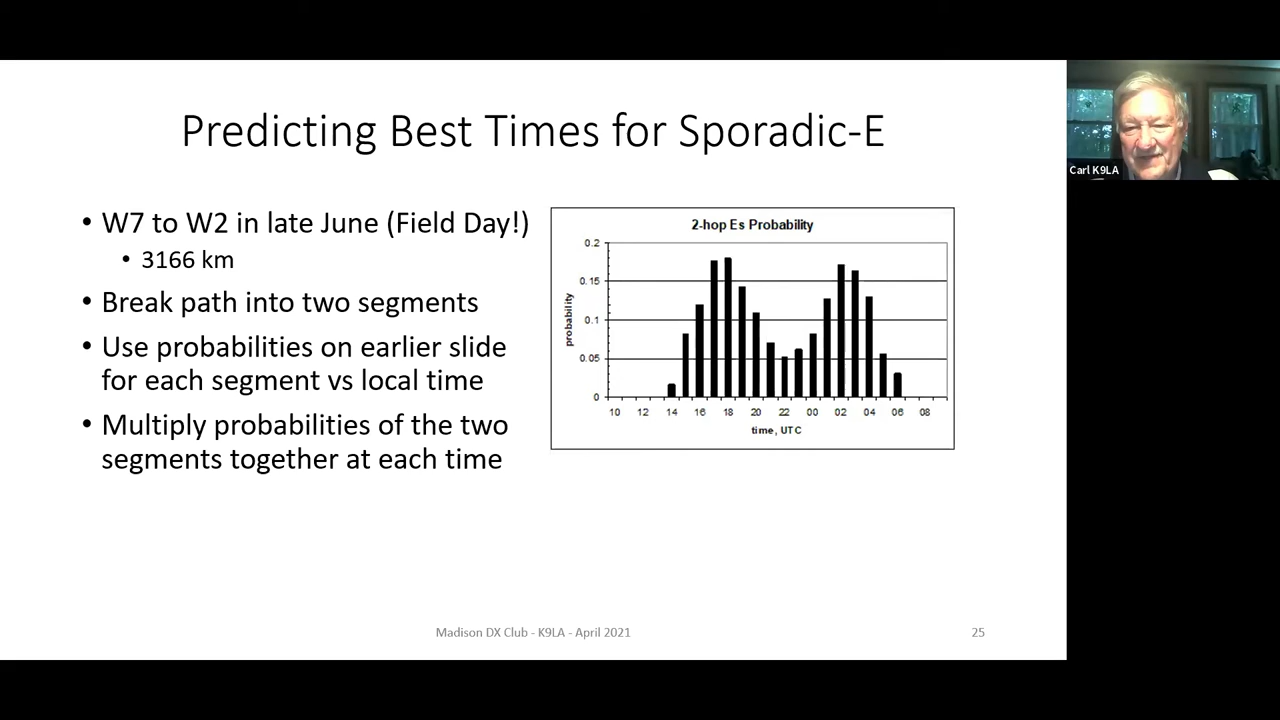 Predicting Best Times for Sporadic-E
Carl K9LA
• W7 to W2 in late June (Field Day!)
• 3166 km
• Break path into two segments
• Use probabilities on earlier slide
for each segment vs local time
• Multiply probabilities of the two
segments together at each time
2-hop Es Probability
0.2
0.15
0.1
0.05
0
probability
10 12 14 16 18 20 22 00 02 04 06 08
time, UTC
Madison DX Club - K9LA - April 2021
25